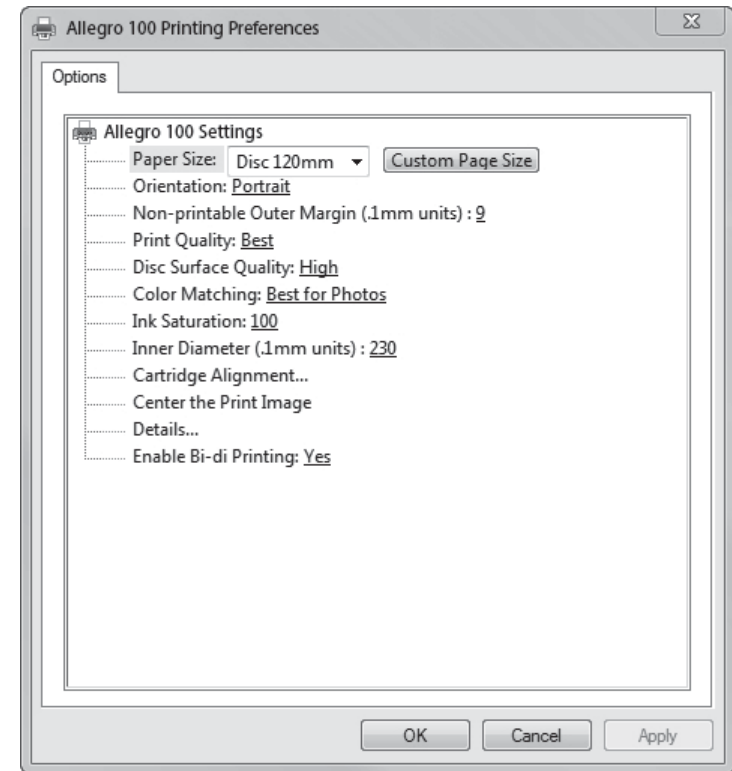 Allegro 100 Printing Preferences
Options
Allegro 100 Settings
Paper Size: Disc 120mm Custom Page Size
Orientation: Portrait
Non-printable Outer Margin (.1mm units) : 9
Print Quality: Best
Disc Surface Quality: High
Color Matching: Best for Photos
Ink Saturation: 100
Inner Diameter (.1mm units) : 230
Cartridge Alignment...
Center the Print Image
Details...
Enable Bi-di Printing: Yes
OK Cancel Apply